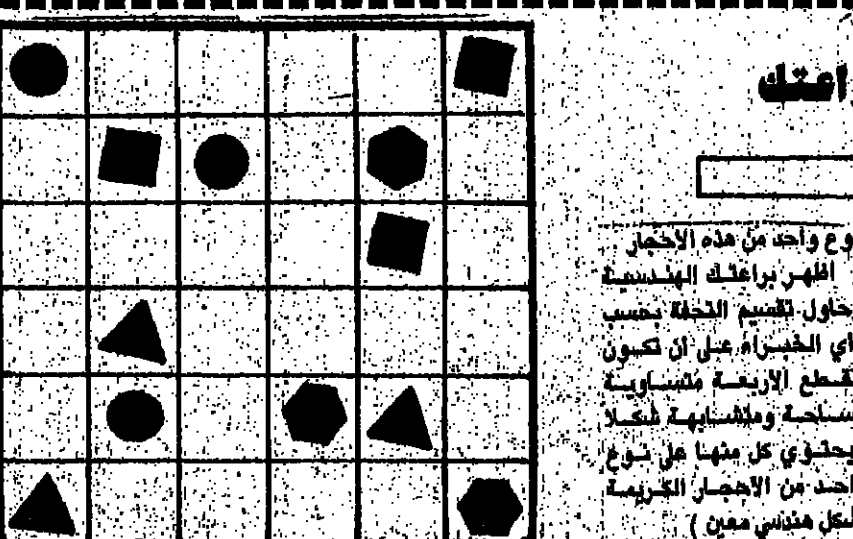 اعتك
وع واحد من هذه الاحجار
اظهر براعتك الهندسية
حاول تقسيم التحفة بحسب
اي الخبراء على ان تكون
قطع الاربعة متساوية
ساحة ومتشابهة شكلا
يحتوي كل منها على نوع
احد من الاحجار الكريمة
شكل هندسي معين )